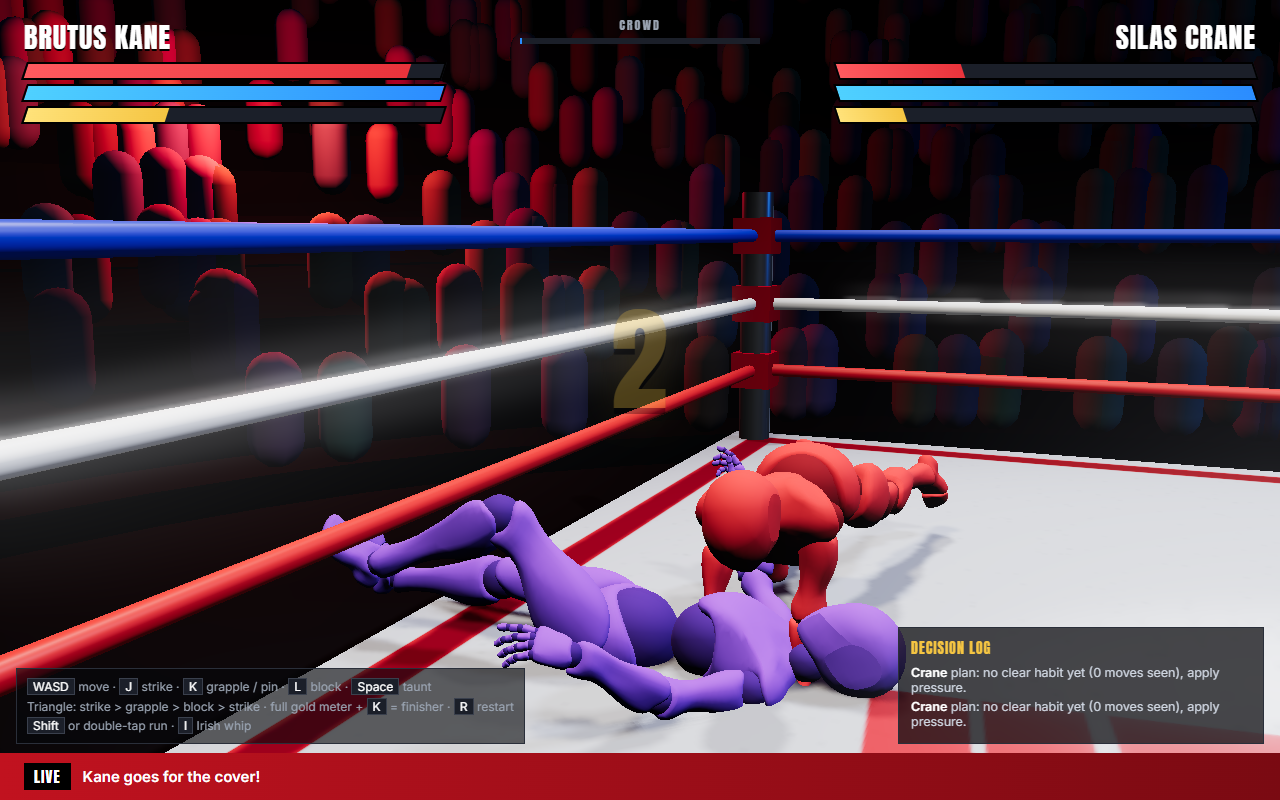 BRUTUS KANE
CROWD
SILAS CRANE
2
DECISION LOG
Crane plan: no clear habit yet (0 moves seen), apply
pressure.
Crane plan: no clear habit yet (0 moves seen), apply
pressure.
WASD move · J strike · K grapple / pin · L block · Space taunt
Triangle: strike > grapple > block > strike · full gold meter + K = finisher · R restart
Shift or double-tap run · I Irish whip
LIVE Kane goes for the cover!